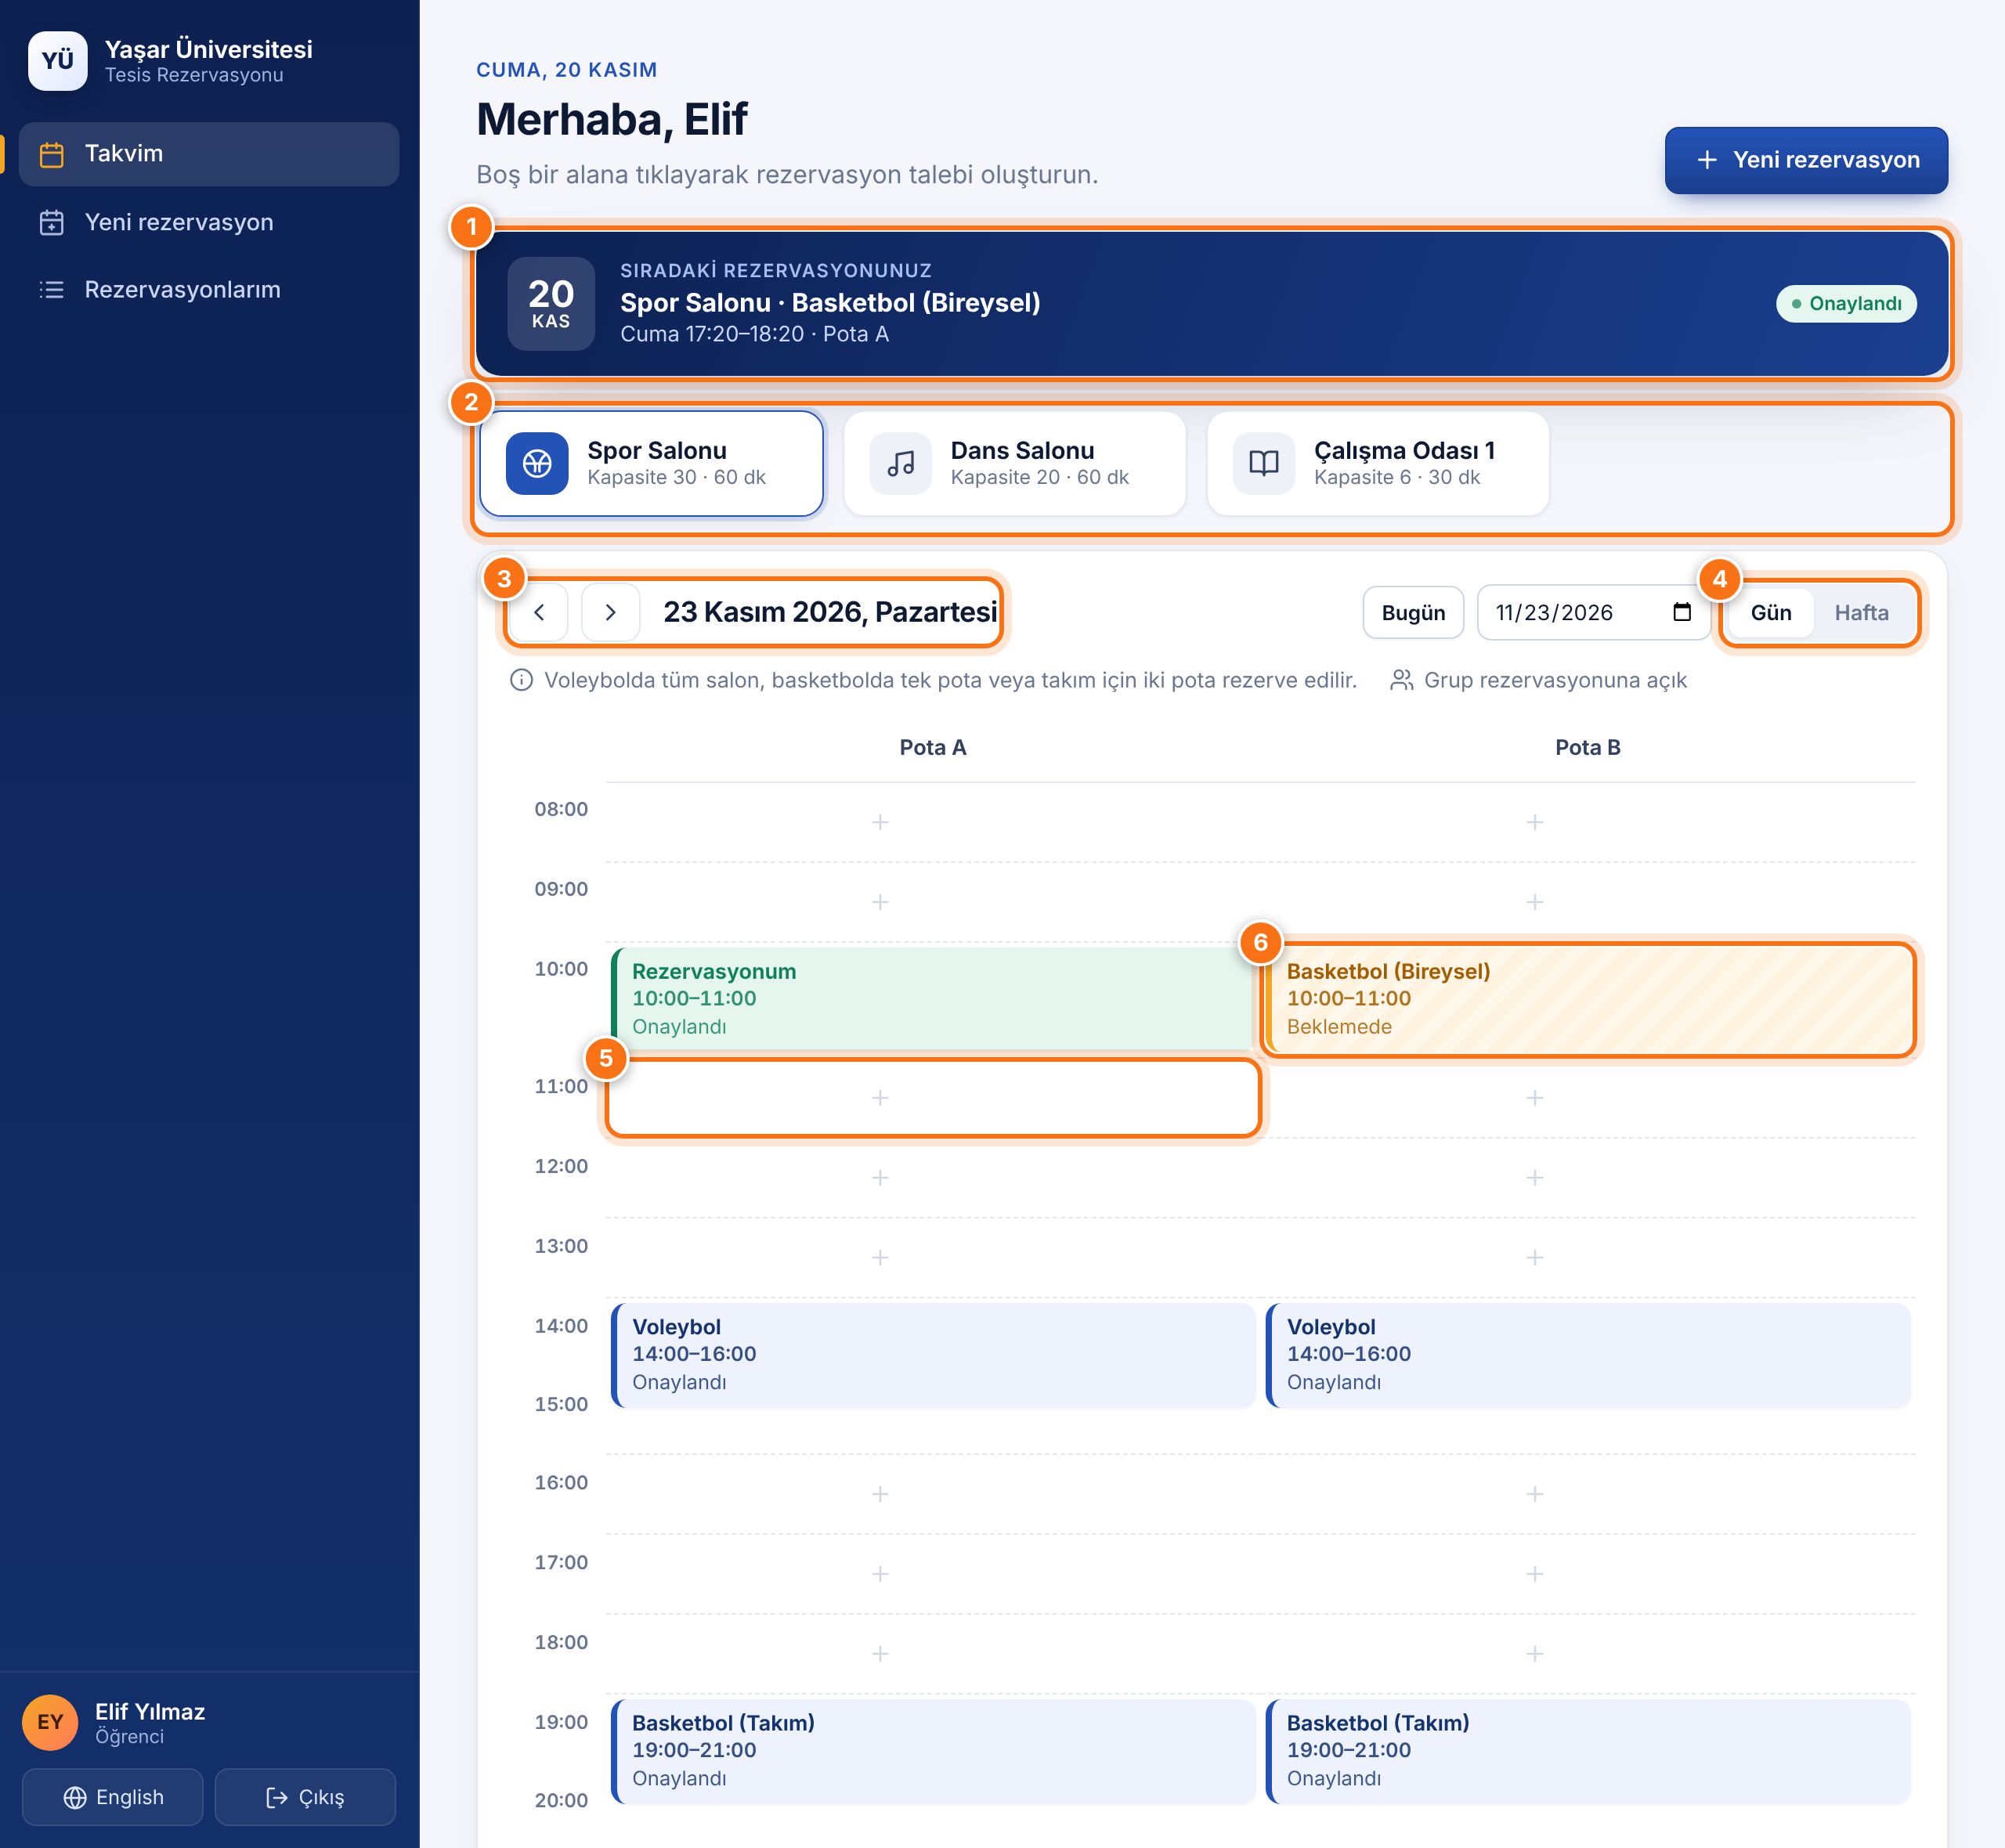 YÜ
Yaşar Üniversitesi
Tesis Rezervasyonu
Takvim
Yeni rezervasyon
Rezervasyonlarım
CUMA, 20 KASIM
Merhaba, Elif
Boş bir alana tıklayarak rezervasyon talebi oluşturun.
Yeni rezervasyon
1
20
KAS
SIRADAKİ REZERVASYONUNUZ
Spor Salonu · Basketbol (Bireysel)
Cuma 17:20–18:20 · Pota A
Onaylandı
2
Spor Salonu
Kapasite 30 · 60 dk
Dans Salonu
Kapasite 20 · 60 dk
Çalışma Odası 1
Kapasite 6 · 30 dk
3
23 Kasım 2026, Pazartesi
Bugün
11/23/2026
4
Gün
Hafta
Voleybolda tüm salon, basketbolda tek pota veya takım için iki pota rezerve edilir.
Grup rezervasyonuna açık
Pota A
Pota B
08:00
09:00
10:00
Rezervasyonum
10:00–11:00
Onaylandı
6
Basketbol (Bireysel)
10:00–11:00
Beklemede
5
11:00
12:00
13:00
14:00
Voleybol
14:00–16:00
Onaylandı
Voleybol
14:00–16:00
Onaylandı
15:00
16:00
17:00
18:00
19:00
Basketbol (Takım)
19:00–21:00
Onaylandı
Basketbol (Takım)
19:00–21:00
Onaylandı
20:00
EY
Elif Yılmaz
Öğrenci
English
Çıkış